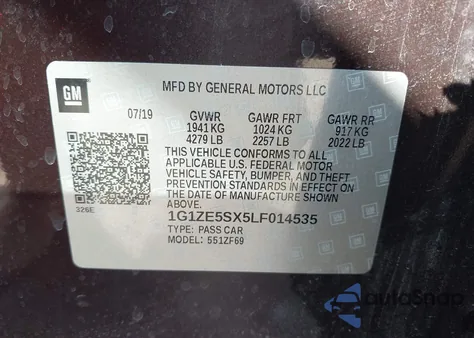 GM
MFD BY GENERAL MOTORS LLC
07/19 GVWR GAWR FRT GAWR RR
1941 KG 1024 KG 917 KG
4279 LB 2257 LB 2022 LB
THIS VEHICLE CONFORMS TO ALL
APPLICABLE U.S. FEDERAL MOTOR
VEHICLE SAFETY, BUMPER, AND THEFT
PREVENTION STANDARDS IN EFFECT ON
THE DATE OF MANUFACTURE SHOWN
ABOVE.
326E
1G1ZE5SX5LF014535
TYPE: PASS CAR
MODEL: 551ZF69
AutoSnap